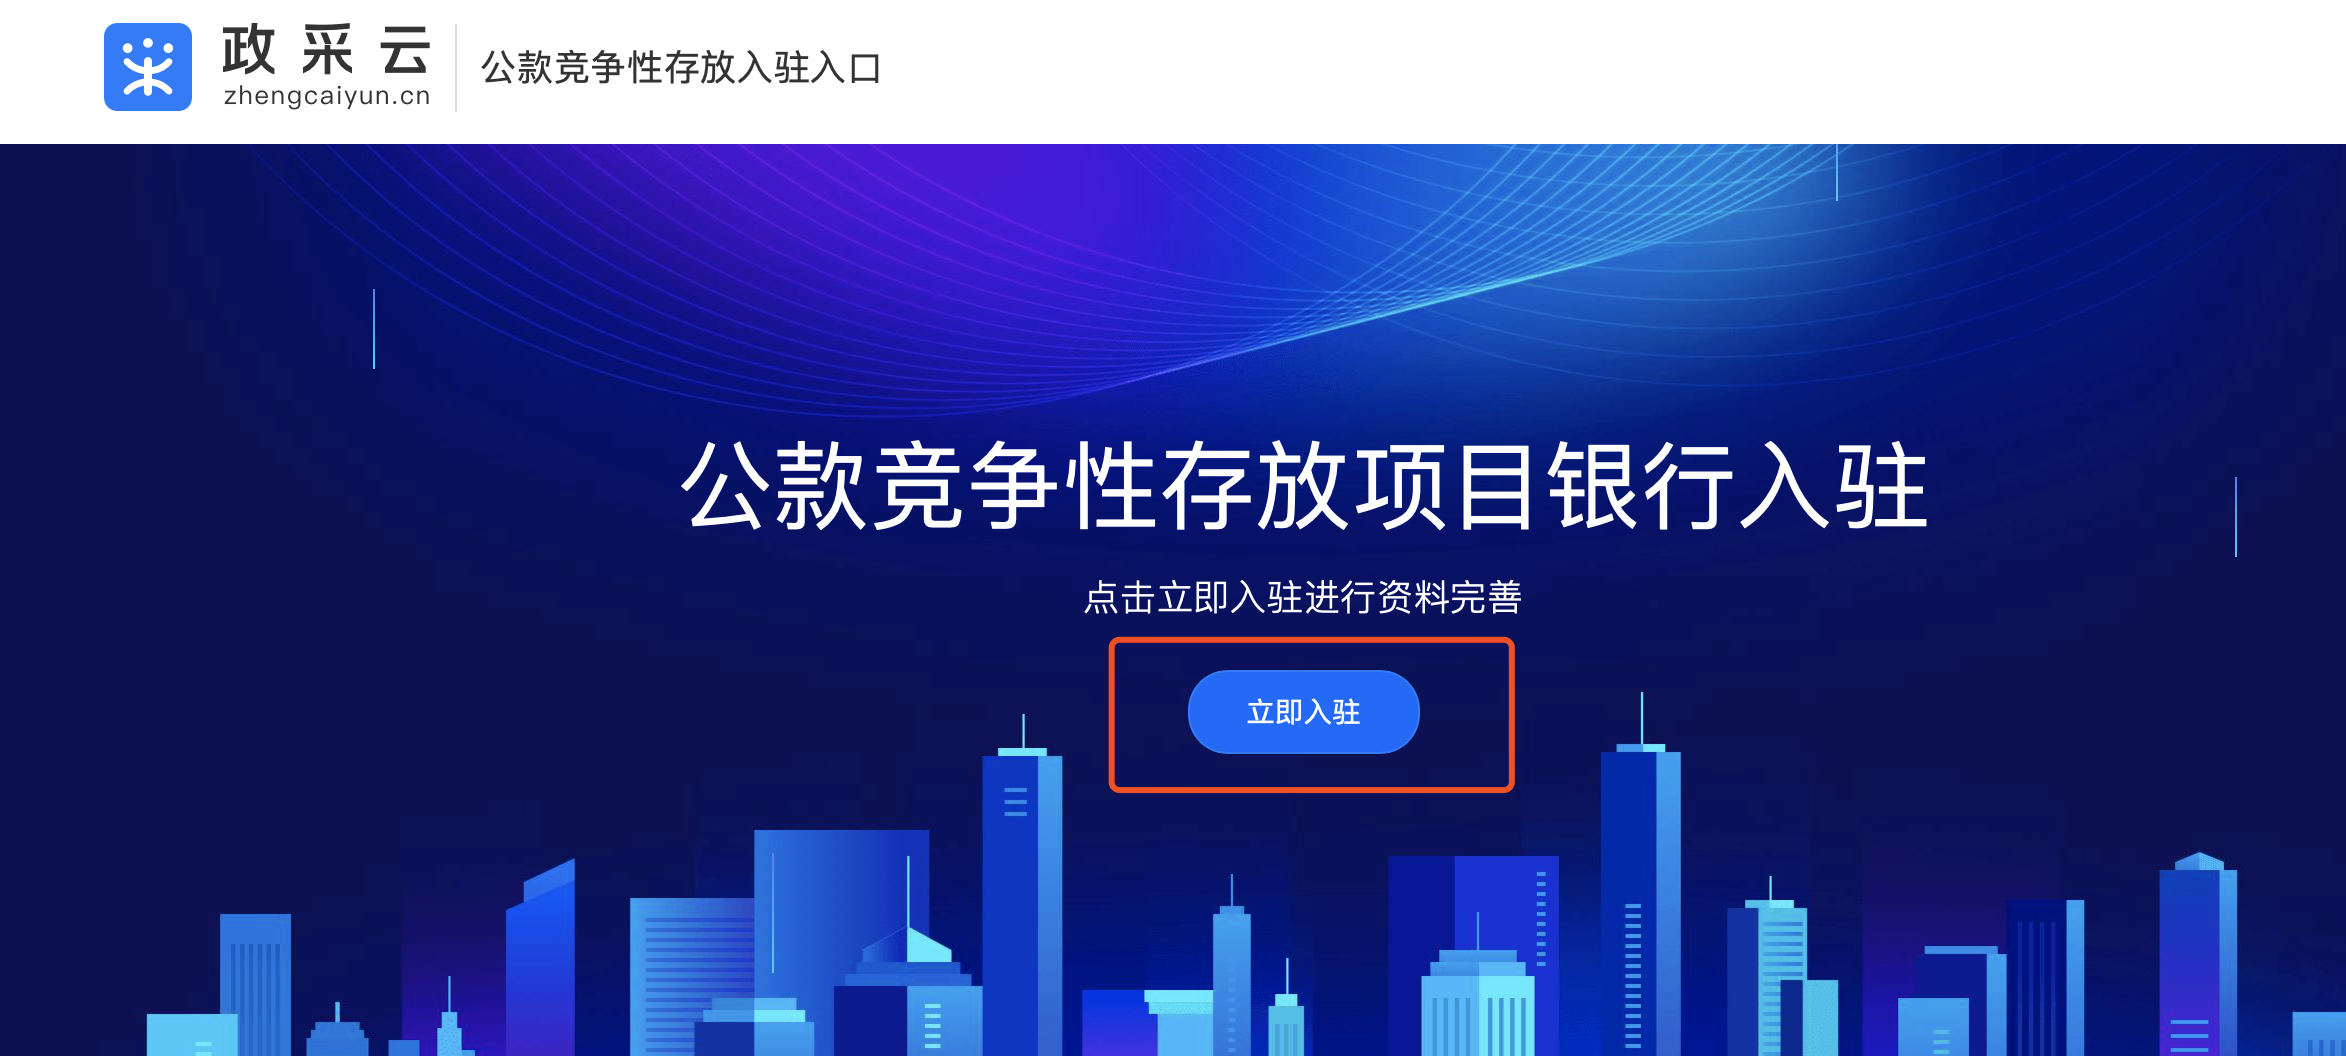 政采云
zhengcaiyun.cn
公款竞争性存放入驻入口
公款竞争性存放项目银行入驻
点击立即入驻进行资料完善
立即入驻